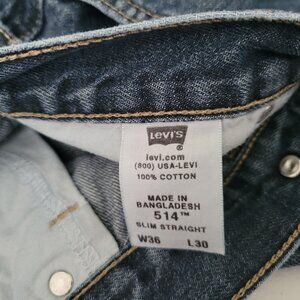 LEVI'S
®
levi.com
(800) USA-LEVI
100% COTTON
MADE IN
BANGLADESH
514™
SLIM STRAIGHT
W36 L30